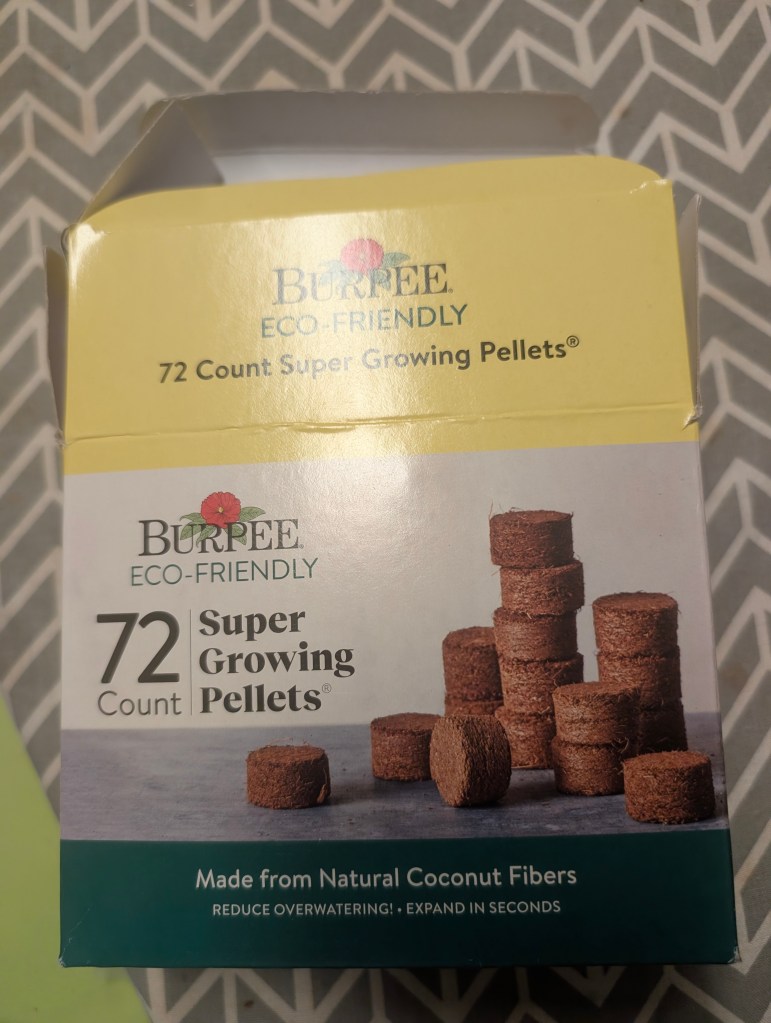 BURPEE®
ECO-FRIENDLY
72 Count Super Growing Pellets®
BURPEE®
ECO-FRIENDLY
72 Count
Super
Growing
Pellets®
Made from Natural Coconut Fibers
REDUCE OVERWATERING! • EXPAND IN SECONDS